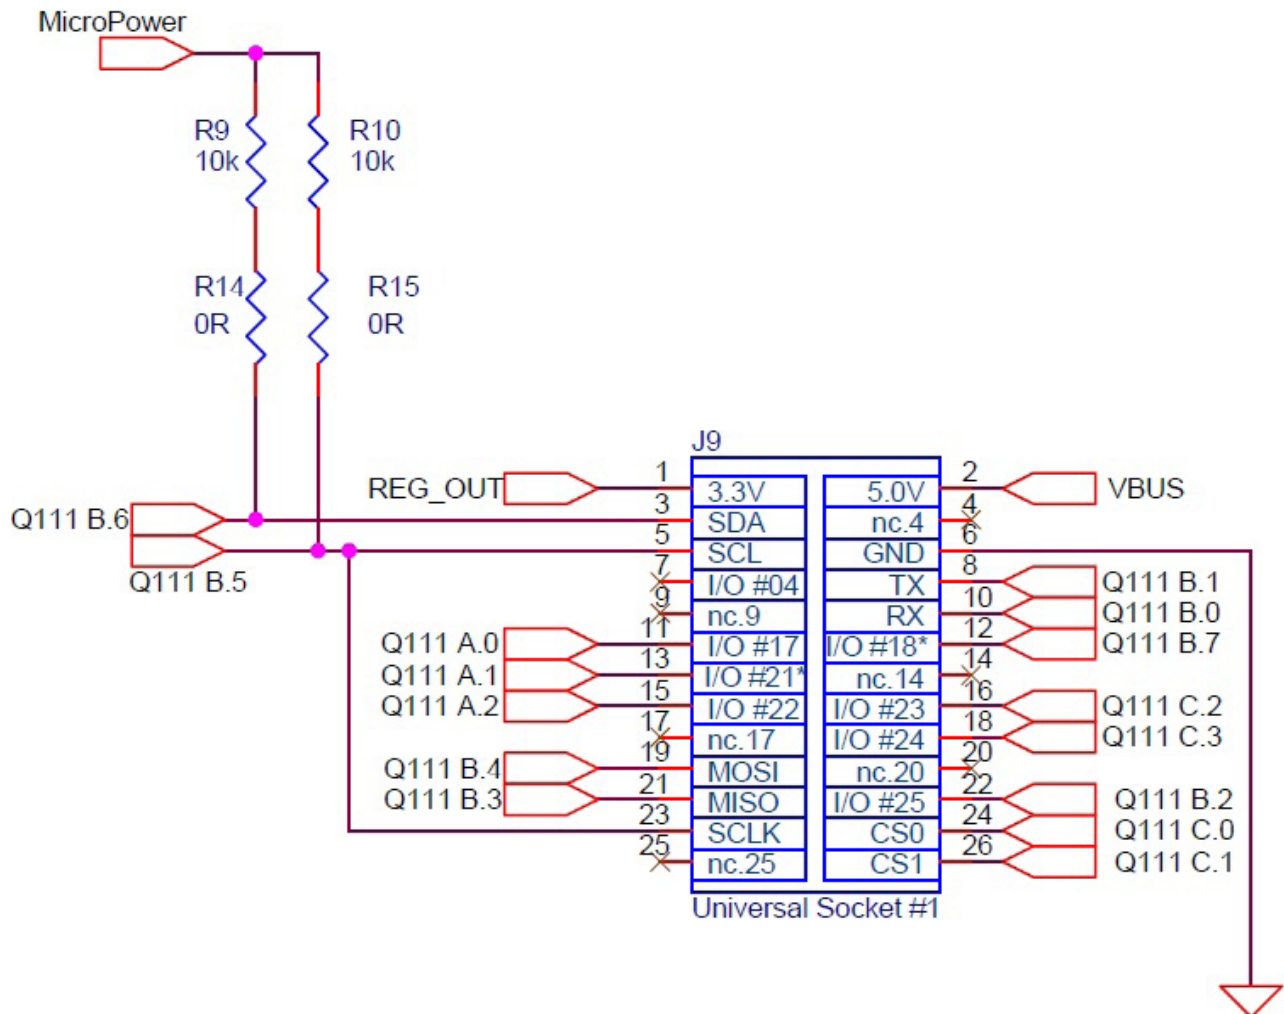 MicroPower
R9
10k
R10
10k
R14
0R
R15
0R
J9
REG_OUT 1 3.3V 5.0V 2 VBUS
Q111 B.6 3 SDA nc.4 4
Q111 B.5 5 SCL GND 6
7 I/O #04 TX 8 Q111 B.1
9 nc.9 RX 10 Q111 B.0
Q111 A.0 11 I/O #17 I/O #18* 12 Q111 B.7
Q111 A.1 13 I/O #21* nc.14 14
Q111 A.2 15 I/O #22 I/O #23 16 Q111 C.2
17 nc.17 I/O #24 18 Q111 C.3
Q111 B.4 19 MOSI nc.20 20
Q111 B.3 21 MISO I/O #25 22 Q111 B.2
23 SCLK CS0 24 Q111 C.0
25 nc.25 CS1 26 Q111 C.1
Universal Socket #1